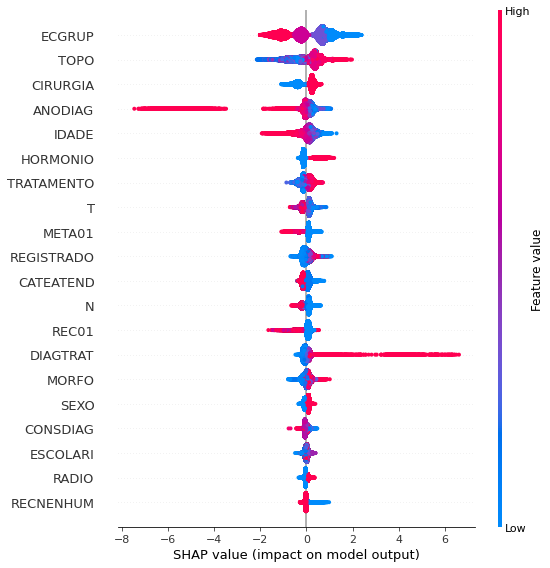 High
ECGRUP
TOPO
CIRURGIA
ANODIAG
IDADE
HORMONIO
TRATAMENTO
T
META01
REGISTRADO
CATEATEND
N
REC01
DIAGTRAT
MORFO
SEXO
CONSDIAG
ESCOLARI
RADIO
RECNENHUM
Feature value
Low
−8 −6 −4 −2 0 2 4 6
SHAP value (impact on model output)